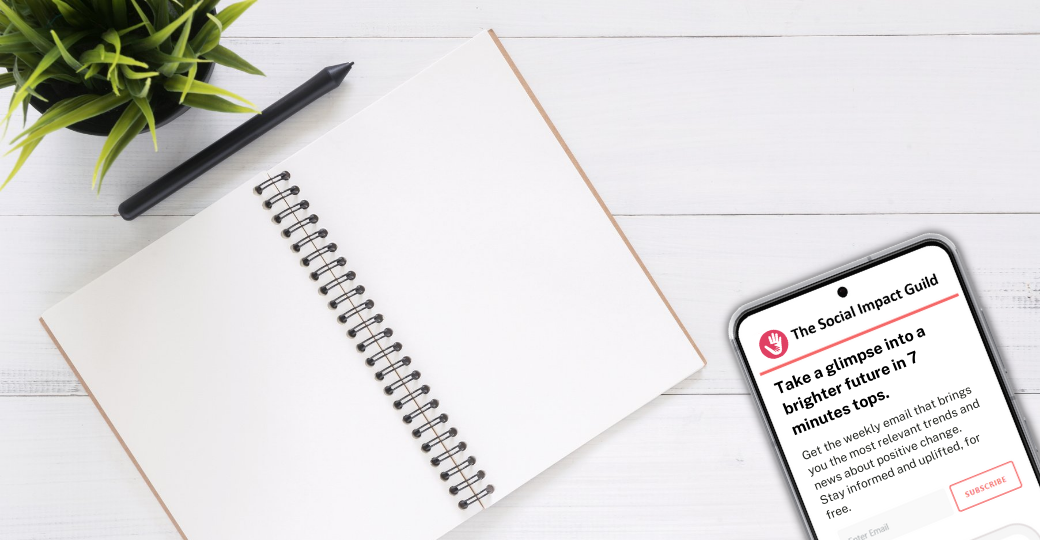 The Social Impact Guild
Take a glimpse into a
brighter future in 7
minutes tops.
Get the weekly email that brings
you the most relevant trends and
news about positive change.
Stay informed and uplifted, for
free.
Enter Email
SUBSCRIBE